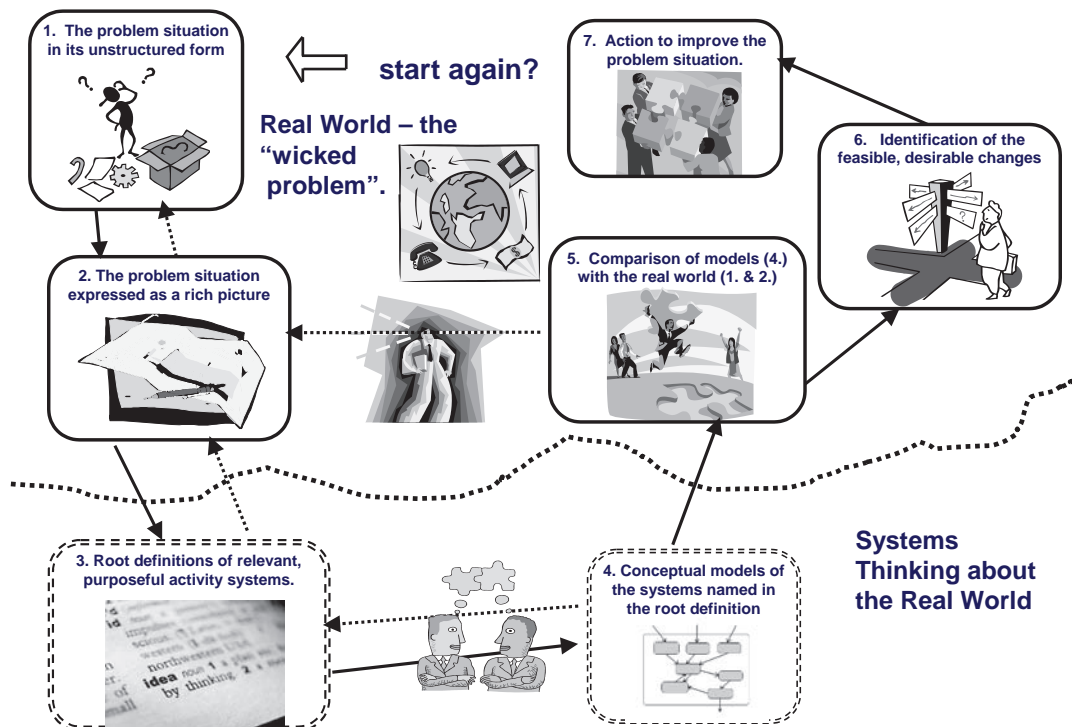 1. The problem situation
in its unstructured form
start again?
7. Action to improve the
problem situation.
Real World – the
“wicked
problem”.
6. Identification of the
feasible, desirable changes
?
2. The problem situation
expressed as a rich picture
5. Comparison of models (4.)
with the real world (1. & 2.)
3. Root definitions of relevant,
purposeful activity systems.
northwestern
idea noun 1 a
by thinking 2 a
of
4. Conceptual models of
the systems named in
the root definition
Systems
Thinking about
the Real World